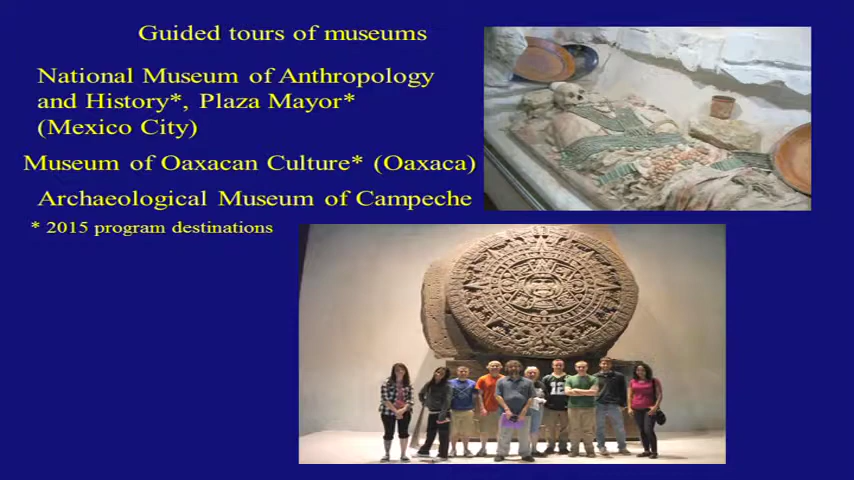 Guided tours of museums
National Museum of Anthropology
and History*, Plaza Mayor*
(Mexico City)
Museum of Oaxacan Culture* (Oaxaca)
Archaeological Museum of Campeche
* 2015 program destinations
12